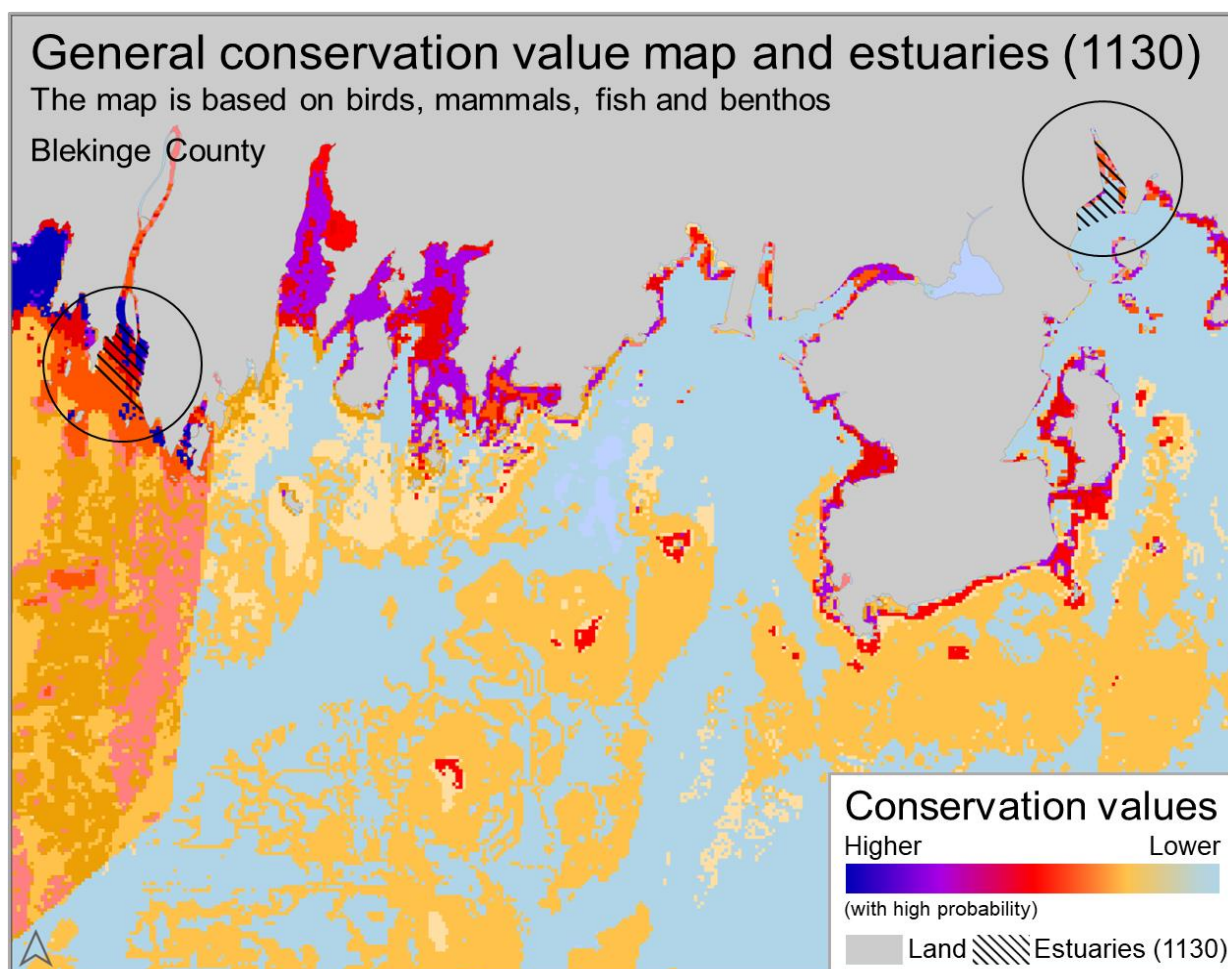 General conservation value map and estuaries (1130)
The map is based on birds, mammals, fish and benthos
Blekinge County
Conservation values
Higher Lower
(with high probability)
Land Estuaries (1130)